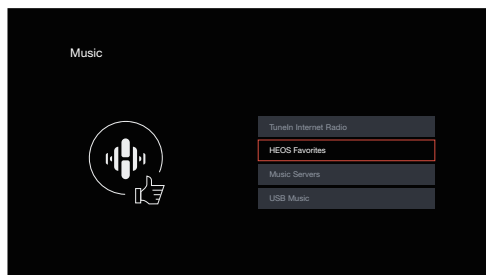 Music
TuneIn Internet Radio
HEOS Favorites
Music Servers
USB Music